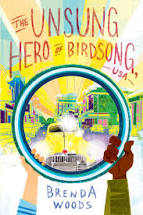 THE
UNSUNG
HERO OF BIRDSONG,
USA
BRENDA
WOODS